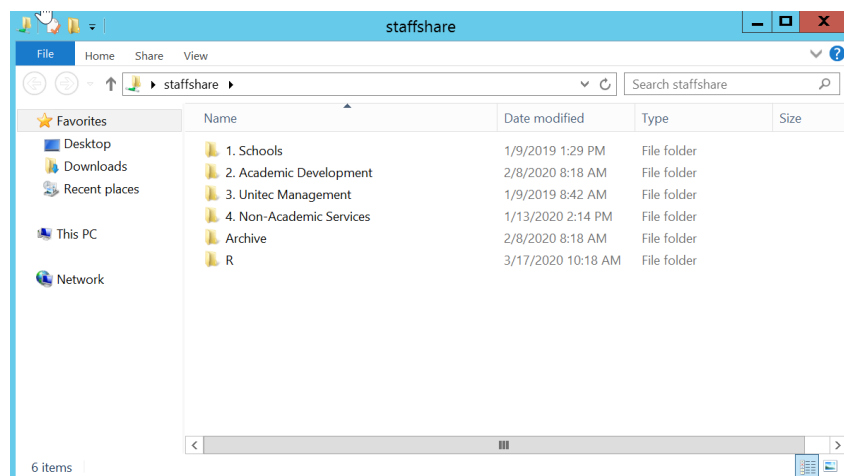 staffshare
File Home Share View
staffshare Search staffshare
Favorites
Desktop
Downloads
Recent places
This PC
Network
Name Date modified Type Size
1. Schools 1/9/2019 1:29 PM File folder
2. Academic Development 2/8/2020 8:18 AM File folder
3. Unitec Management 1/9/2019 8:42 AM File folder
4. Non-Academic Services 1/13/2020 2:14 PM File folder
Archive 2/8/2020 8:18 AM File folder
R 3/17/2020 10:18 AM File folder
6 items